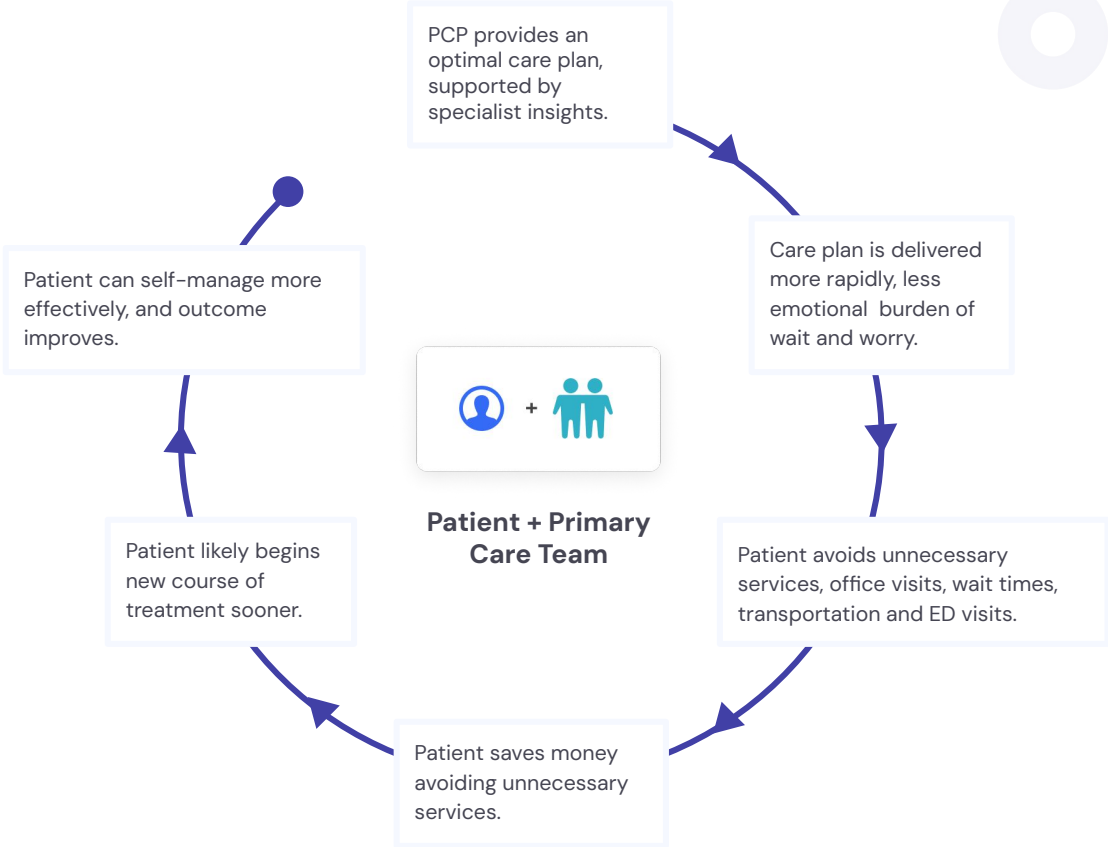 PCP provides an
optimal care plan,
supported by
specialist insights.
Care plan is delivered
more rapidly, less
emotional  burden of
wait and worry.
Patient avoids unnecessary
services, office visits, wait times,
transportation and ED visits.
Patient saves money
avoiding unnecessary
services.
Patient likely begins
new course of
treatment sooner.
Patient can self-manage more
effectively, and outcome
improves.
+
Patient + Primary
Care Team